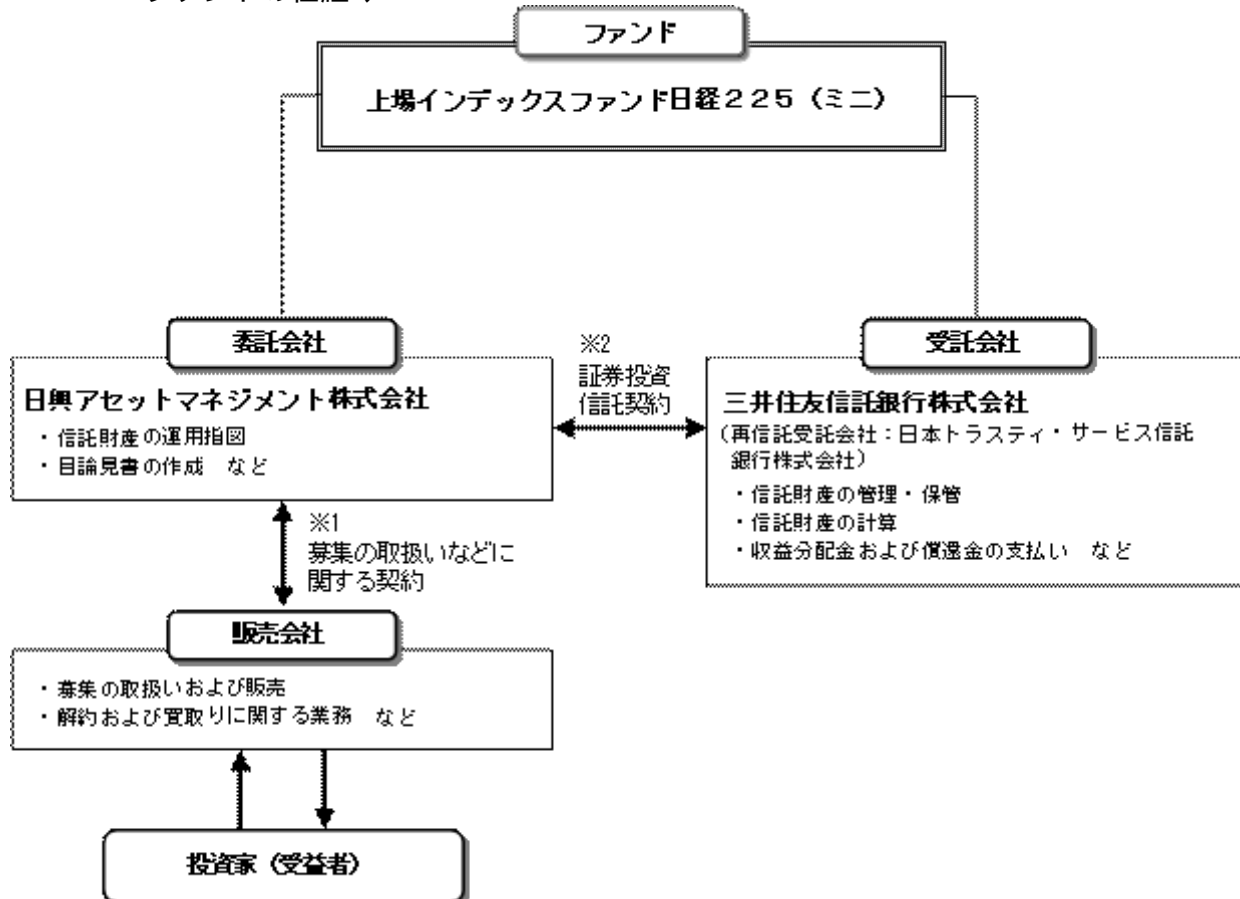 ファンドの仕組み
ファンド
上場インデックスファンド日経２２５（ミニ）
委託会社
日興アセットマネジメント株式会社
・信託財産の運用指図
・目論見書の作成　など
※2
証券投資
信託契約
受託会社
三井住友信託銀行株式会社
（再信託受託会社：日本トラスティ・サービス信託
銀行株式会社）
・信託財産の管理・保管
・信託財産の計算
・収益分配金および償還金の支払い　など
※1
募集の取扱いなどに
関する契約
販売会社
・募集の取扱いおよび販売
・解約および買取りに関する業務　など
投資家（受益者）